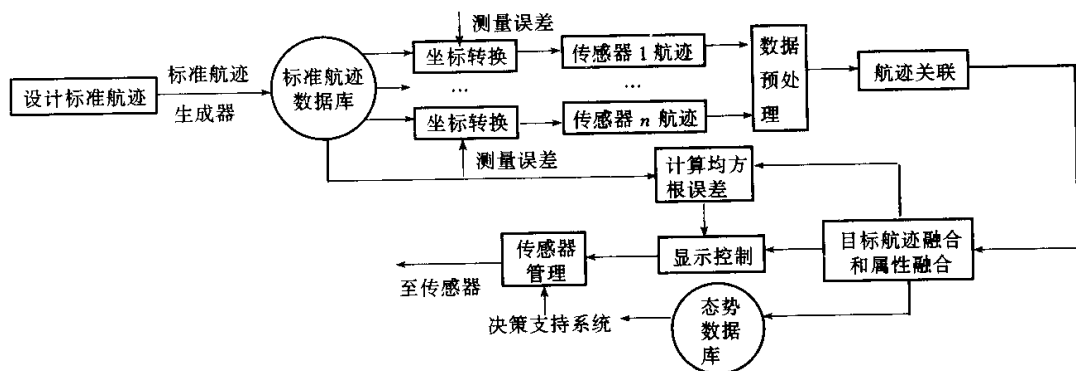 测量误差
设计标准航迹
标准航迹
生成器
标准航迹
数据库
坐标转换
传感器 1 航迹
…
…
坐标转换
传感器 n 航迹
测量误差
数据
预处
理
航迹关联
计算均方
根误差
目标航迹融合
和属性融合
显示控制
传感器
管理
至传感器
决策支持系统
态势
数据
库